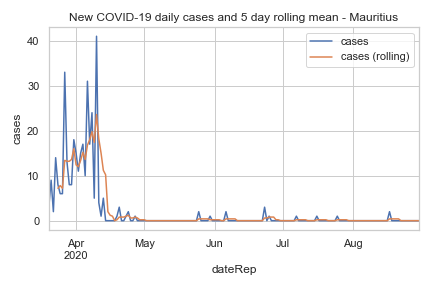 New COVID-19 daily cases and 5 day rolling mean - Mauritius
cases
cases (rolling)
40
30
20
10
0
cases
Apr
2020
May
Jun
Jul
Aug
dateRep